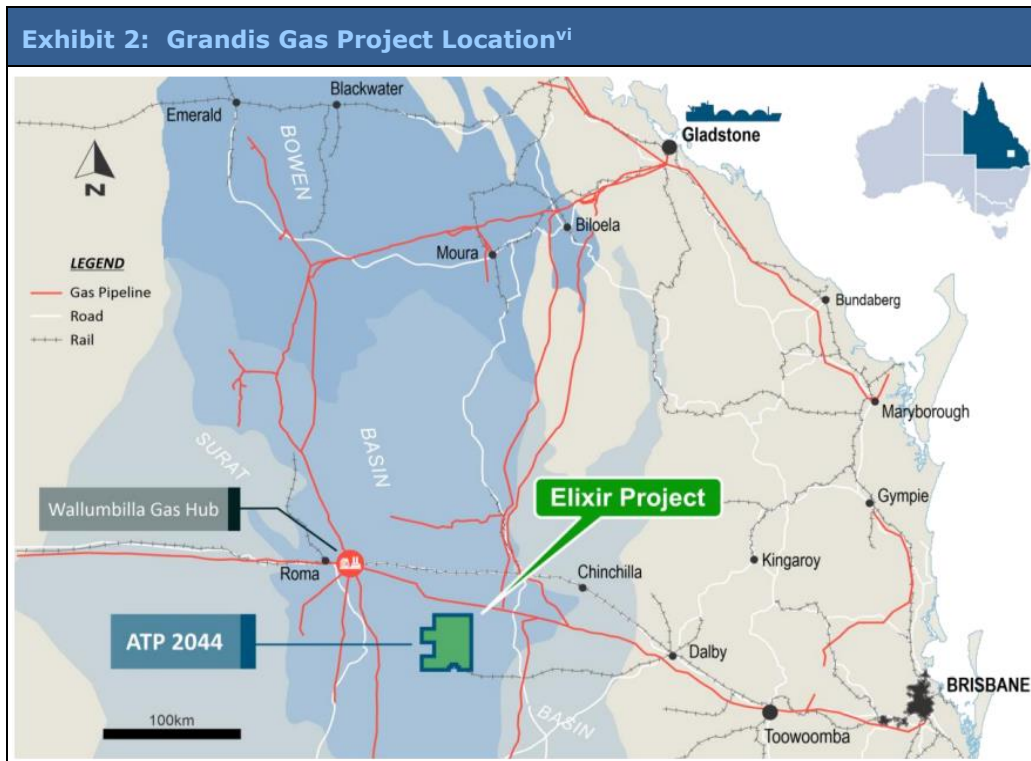 Exhibit 2: Grandis Gas Project Locationvi
Blackwater
Emerald
Gladstone
BOWEN
N
Biloela
Moura
LEGEND
Gas Pipeline
Road
Rail
Bundaberg
Maryborough
SURAT
BASIN
Elixir Project
Gympie
Wallumbilla Gas Hub
Kingaroy
Roma
Chinchilla
ATP 2044
Dalby
BRISBANE
100km
BASIN
Toowoomba